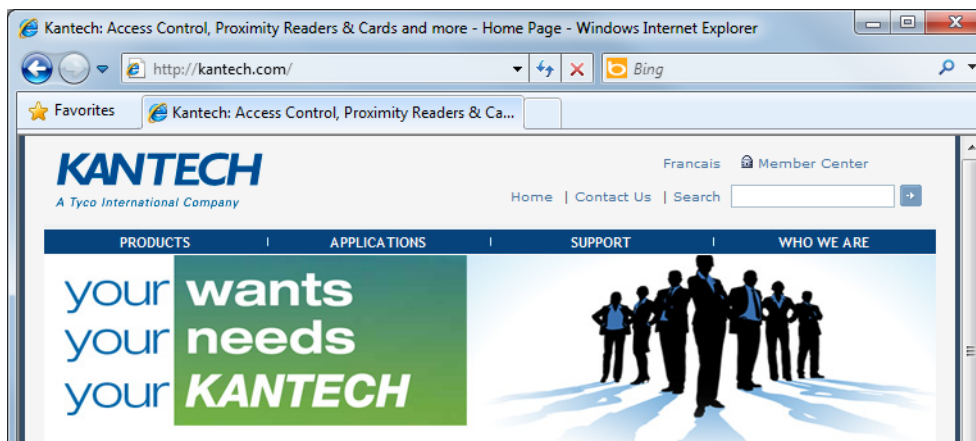 Kantech: Access Control, Proximity Readers & Cards and more - Home Page - Windows Internet Explorer
http://kantech.com/
Bing
Favorites
Kantech: Access Control, Proximity Readers & Ca...
KANTECH
A Tyco International Company
Francais Member Center
Home | Contact Us | Search
PRODUCTS | APPLICATIONS | SUPPORT | WHO WE ARE
your wants
your needs
your KANTECH